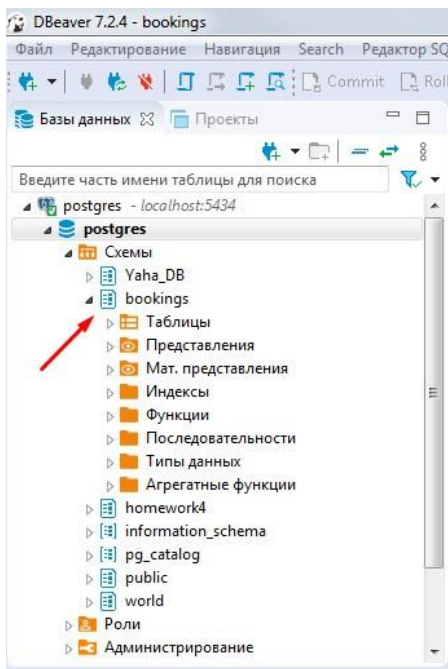 DBeaver 7.2.4 - bookings
Файл Редактирование Навигация Search Редактор SQ
Commit Roll
Базы данных Проекты
Введите часть имени таблицы для поиска
postgres - localhost:5434
postgres
Схемы
Yaha_DB
bookings
Таблицы
Представления
Мат. представления
Индексы
Функции
Последовательности
Типы данных
Агрегатные функции
homework4
information_schema
pg_catalog
public
world
Роли
Администрирование